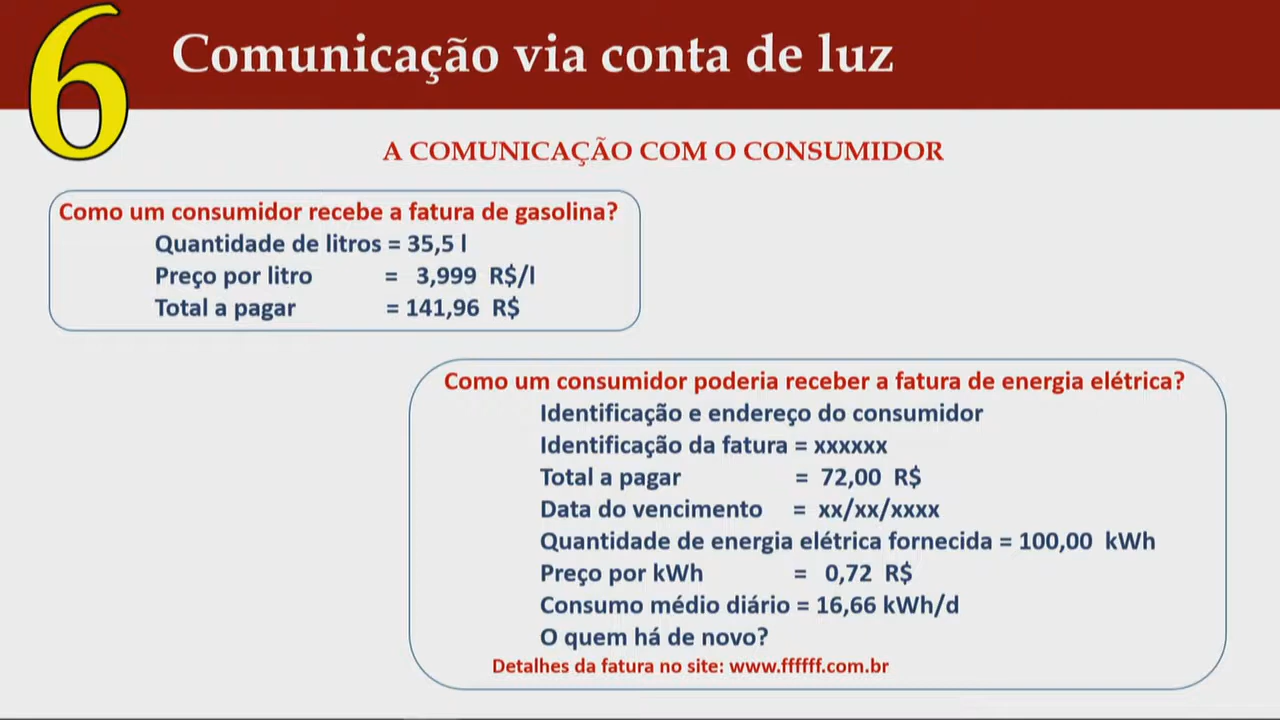 6
Comunicação via conta de luz
A COMUNICAÇÃO COM O CONSUMIDOR
Como um consumidor recebe a fatura de gasolina?
Quantidade de litros = 35,5 l
Preço por litro = 3,999 R$/l
Total a pagar = 141,96 R$
Como um consumidor poderia receber a fatura de energia elétrica?
Identificação e endereço do consumidor
Identificação da fatura = xxxxxx
Total a pagar = 72,00 R$
Data do vencimento = xx/xx/xxxx
Quantidade de energia elétrica fornecida = 100,00 kWh
Preço por kWh = 0,72 R$
Consumo médio diário = 16,66 kWh/d
O quem há de novo?
Detalhes da fatura no site: www.ffffff.com.br